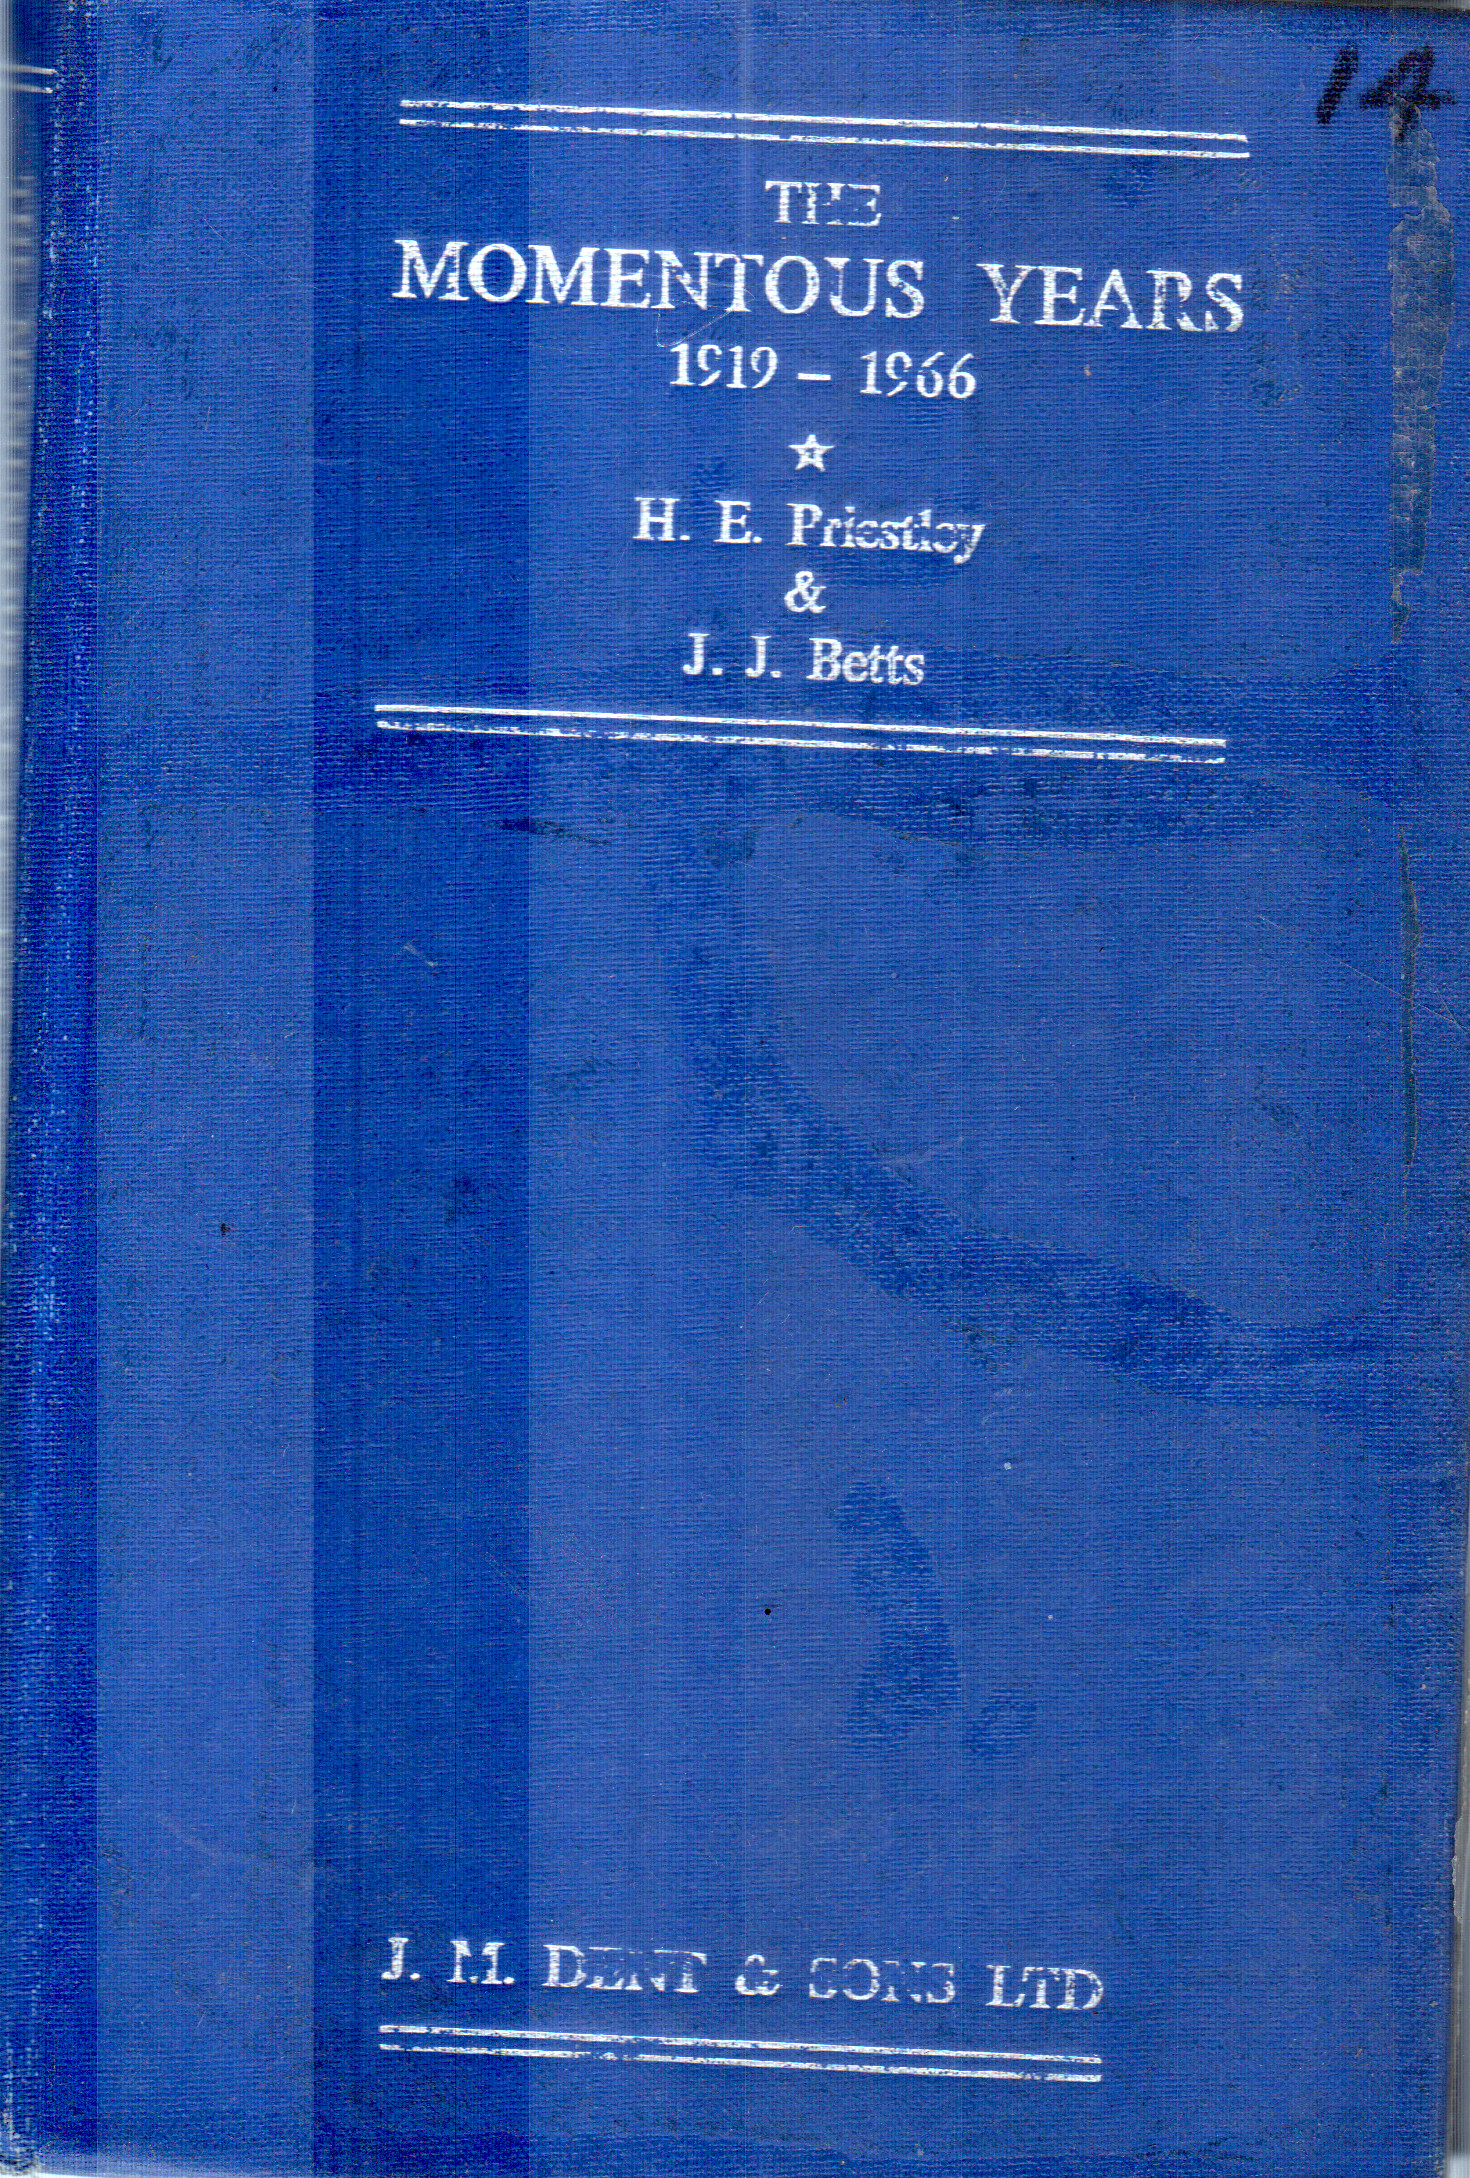 14
THE
MOMENTOUS YEARS
1919 – 1966
H. E. Priestley
&
J. J. Betts
J. M. DENT & SONS LTD